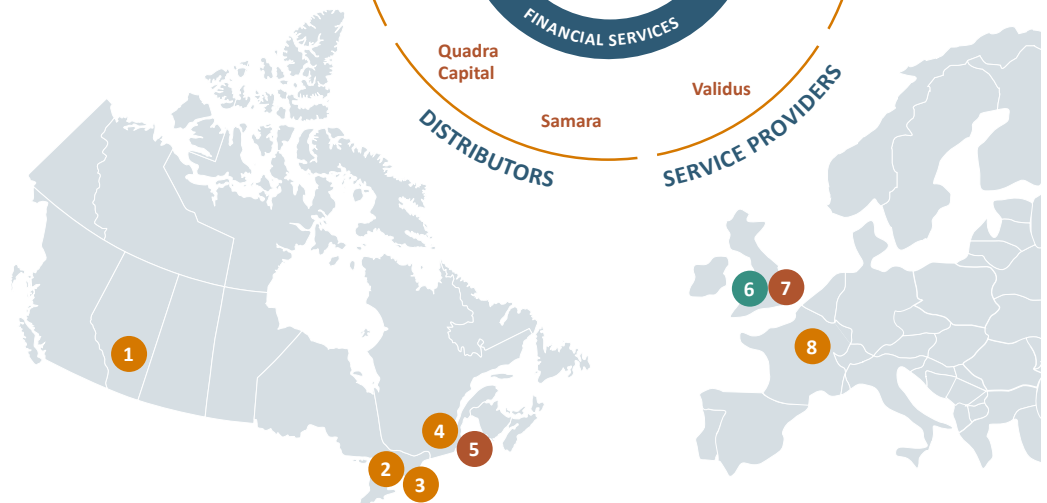 FINANCIAL SERVICES
Quadra
Capital
Validus
Samara
DISTRIBUTORS
SERVICE PROVIDERS
6
7
8
1
4
5
2
3